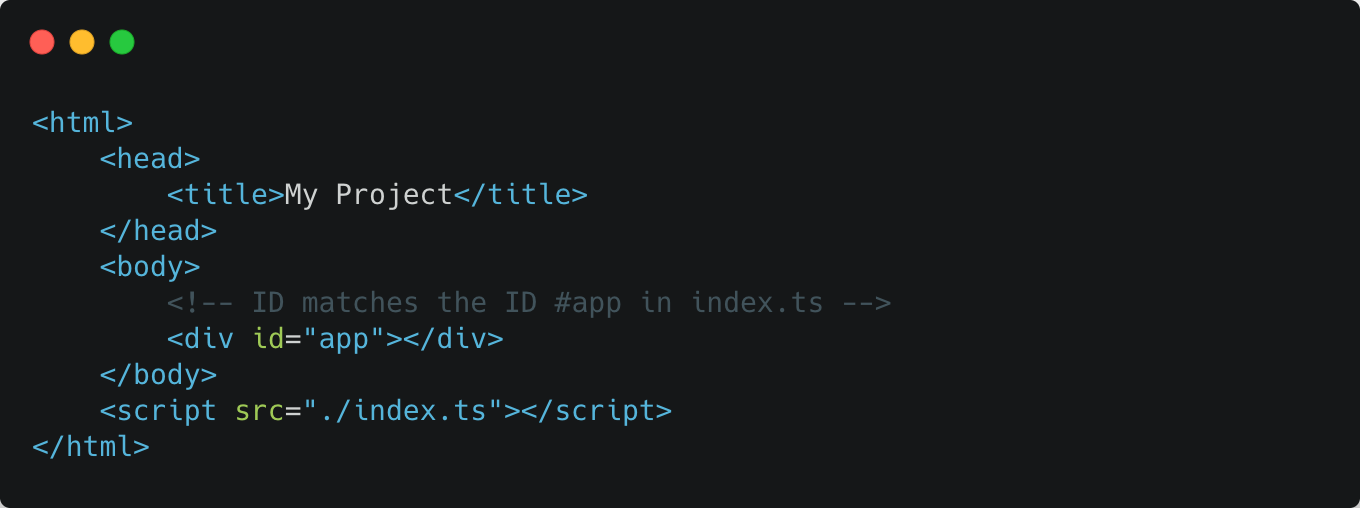 <html>
    <head>
        <title>My Project</title>
    </head>
    <body>
        <!-- ID matches the ID #app in index.ts -->
        <div id="app"></div>
    </body>
    <script src="./index.ts"></script>
</html>